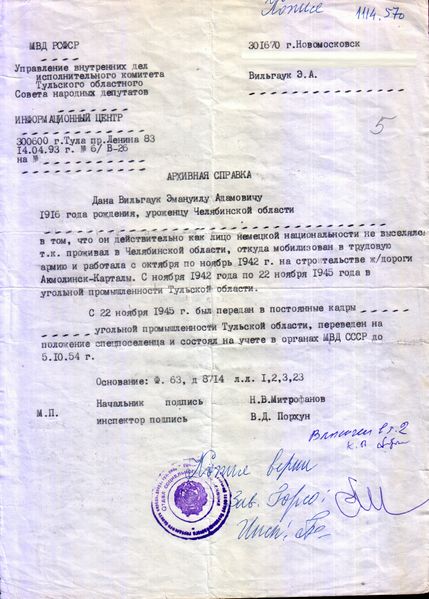 Копия
1114.570
МВД РСФСР
301670 г.Новомосковск
Управление внутренних дел
исполнительного комитета
Тульского областного
Совета народных депутатов
Вильгаук Э.А.
ИНФОРМАЦИОННЫЙ ЦЕНТР
5
300600 г.Тула пр.Ленина 83
14.04.93 г. № 6/ В-26
на №
АРХИВНАЯ СПРАВКА
Дана Вильгаук Эмануилу Адамовичу
1916 года рождения, уроженцу Челябинской области
в том, что он действительно как лицо немецкой национальности не выселялс
т.к. проживал в Челябинской области, откуда мобилизован в трудовую
армию и работала с октября по ноябрь 1942 г. на строительстве ж/дороги
Акмолинск-Карталы. С ноября 1942 года по 22 ноября 1945 года в
угольной промышленности Тульской области.
С 22 ноября 1945 г. был передан в постоянные кадры
угольной промышленности Тульской области, переведен на
положение спецпоселенца и состоял на учете в органах МВД СССР до
5.10.54 г.
Основание: Ф. 63, д 8714 л.л. 1,2,3,23
Начальник подпись Н.В.Митрофанов
М.П.
инспектор подпись В.Д. Порхун
Копия верна